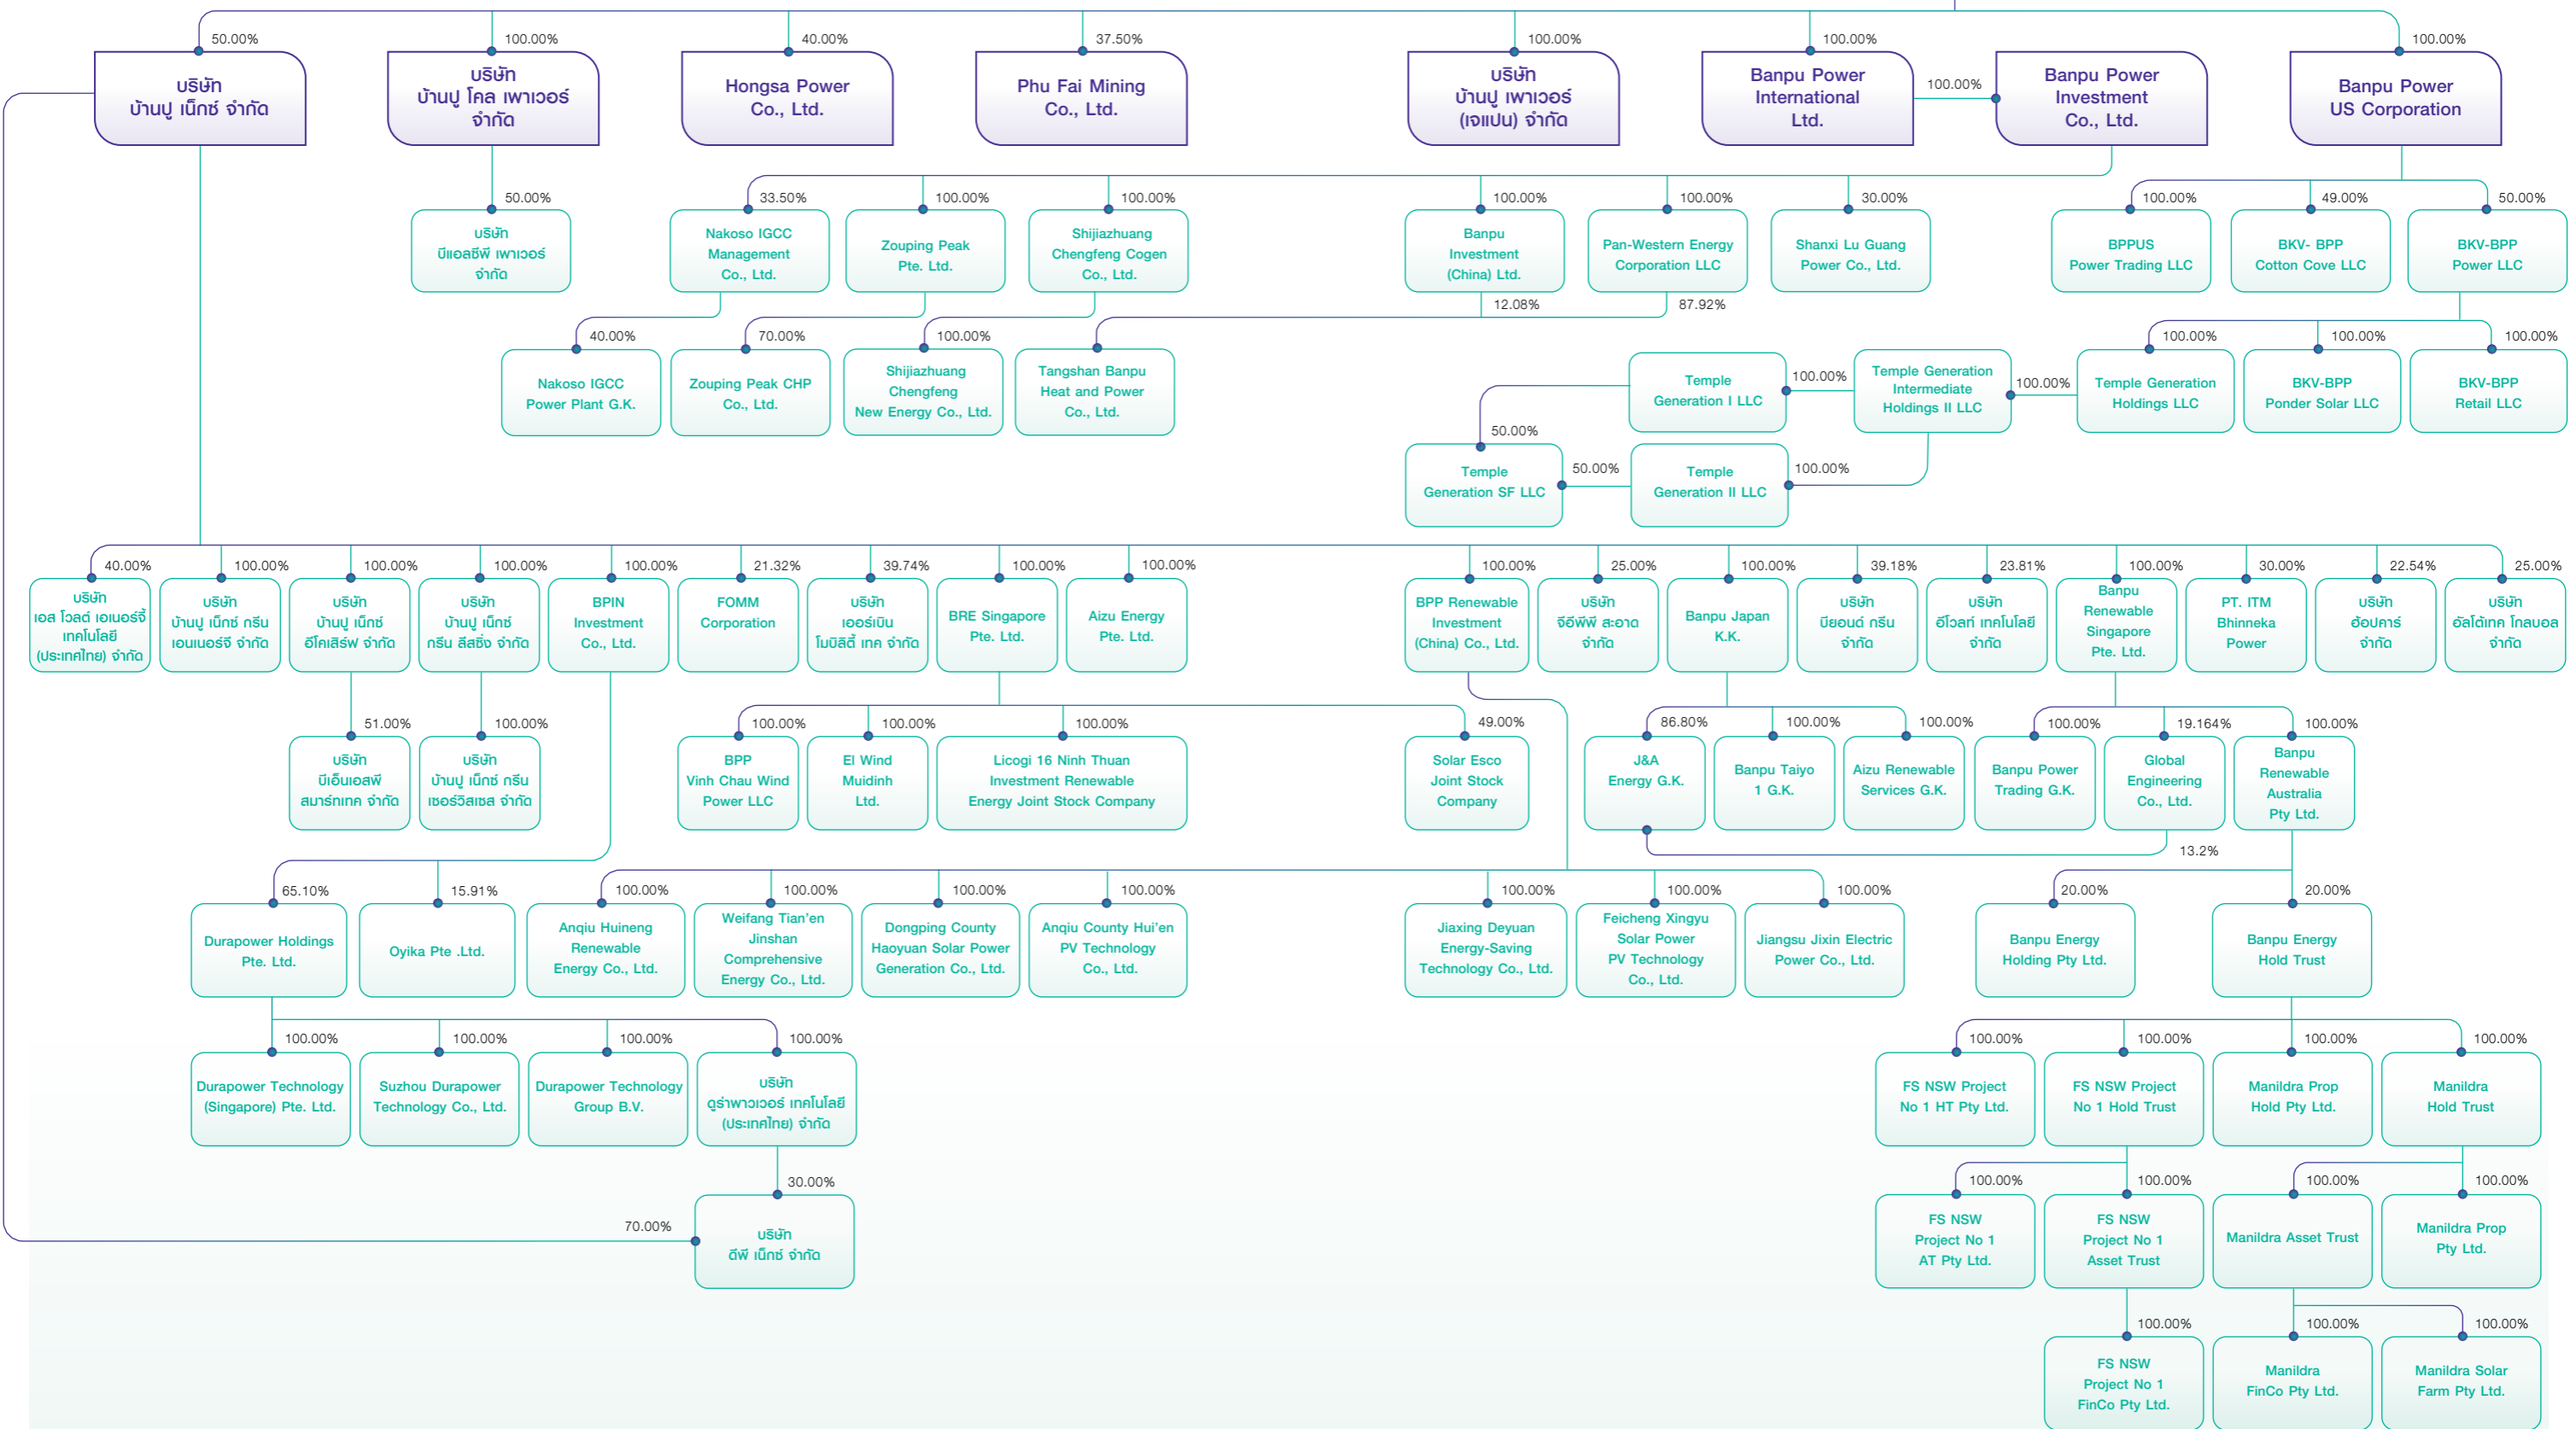 50.00%
บริษัท
บ้านปู เน็กซ์ จำกัด
100.00%
บริษัท
บ้านปู โคล เพาเวอร์
จำกัด
40.00%
Hongsa Power
Co., Ltd.
37.50%
Phu Fai Mining
Co., Ltd.
100.00%
บริษัท
บ้านปู เพาเวอร์
(เจแปน) จำกัด
100.00%
Banpu Power
International
Ltd.
100.00%
Banpu Power
Investment
Co., Ltd.
100.00%
Banpu Power
US Corporation
50.00%
บริษัท
บีแอลซีพี เพาเวอร์
จำกัด
33.50%
Nakoso IGCC
Management
Co., Ltd.
100.00%
Zouping Peak
Pte. Ltd.
100.00%
Shijiazhuang
Chengfeng Cogen
Co., Ltd.
100.00%
Banpu
Investment
(China) Ltd.
100.00%
Pan-Western Energy
Corporation LLC
30.00%
Shanxi Lu Guang
Power Co., Ltd.
100.00%
BPPUS
Power Trading LLC
49.00%
BKV- BPP
Cotton Cove LLC
50.00%
BKV-BPP
Power LLC
12.08%
87.92%
40.00%
Nakoso IGCC
Power Plant G.K.
70.00%
Zouping Peak CHP
Co., Ltd.
100.00%
Shijiazhuang
Chengfeng
New Energy Co., Ltd.
Tangshan Banpu
Heat and Power
Co., Ltd.
Temple
Generation I LLC
100.00%
Temple Generation
Intermediate
Holdings II LLC
100.00%
100.00%
Temple Generation
Holdings LLC
100.00%
BKV-BPP
Ponder Solar LLC
100.00%
BKV-BPP
Retail LLC
50.00%
Temple
Generation SF LLC
50.00%
Temple
Generation II LLC
100.00%
40.00%
บริษัท
เอส โวลต์ เอเนอร์จี้
เทคโนโลยี
(ประเทศไทย) จำกัด
100.00%
บริษัท
บ้านปู เน็กซ์ กรีน
เอนเนอร์จี จำกัด
100.00%
บริษัท
บ้านปู เน็กซ์
อีโคเสิร์ฟ จำกัด
100.00%
บริษัท
บ้านปู เน็กซ์
กรีน ลีสซิ่ง จำกัด
100.00%
BPIN
Investment
Co., Ltd.
21.32%
FOMM
Corporation
39.74%
บริษัท
เออร์เบิน
โมบิลิตี้ เทค จำกัด
100.00%
BRE Singapore
Pte. Ltd.
100.00%
Aizu Energy
Pte. Ltd.
100.00%
BPP Renewable
Investment
(China) Co., Ltd.
25.00%
บริษัท
จีอีพีพี สะอาด
จำกัด
100.00%
Banpu Japan
K.K.
39.18%
บริษัท
บียอนด์ กรีน
จำกัด
23.81%
บริษัท
อีโวลท์ เทคโนโลยี
จำกัด
100.00%
Banpu
Renewable
Singapore
Pte. Ltd.
30.00%
PT. ITM
Bhinneka
Power
22.54%
บริษัท
ฮ้อปคาร์
จำกัด
25.00%
บริษัท
อัลโต้เทค โกลบอล
จำกัด
51.00%
บริษัท
บีเอ็นเอสพี
สมาร์ทเทค จำกัด
100.00%
บริษัท
บ้านปู เน็กซ์ กรีน
เซอร์วิสเซส จำกัด
100.00%
BPP
Vinh Chau Wind
Power LLC
100.00%
El Wind
Muidinh
Ltd.
100.00%
Licogi 16 Ninh Thuan
Investment Renewable
Energy Joint Stock Company
49.00%
Solar Esco
Joint Stock
Company
86.80%
J&A
Energy G.K.
100.00%
Banpu Taiyo
1 G.K.
100.00%
Aizu Renewable
Services G.K.
100.00%
Banpu Power
Trading G.K.
19.164%
Global
Engineering
Co., Ltd.
100.00%
Banpu
Renewable
Australia
Pty Ltd.
13.2%
65.10%
Durapower Holdings
Pte. Ltd.
15.91%
Oyika Pte .Ltd.
100.00%
Anqiu Huineng
Renewable
Energy Co., Ltd.
100.00%
Weifang Tian'en
Jinshan
Comprehensive
Energy Co., Ltd.
100.00%
Dongping County
Haoyuan Solar Power
Generation Co., Ltd.
100.00%
Anqiu County Hui'en
PV Technology
Co., Ltd.
100.00%
Jiaxing Deyuan
Energy-Saving
Technology Co., Ltd.
100.00%
Feicheng Xingyu
Solar Power
PV Technology
Co., Ltd.
100.00%
Jiangsu Jixin Electric
Power Co., Ltd.
20.00%
Banpu Energy
Holding Pty Ltd.
20.00%
Banpu Energy
Hold Trust
100.00%
Durapower Technology
(Singapore) Pte. Ltd.
100.00%
Suzhou Durapower
Technology Co., Ltd.
100.00%
Durapower Technology
Group B.V.
100.00%
บริษัท
ดูร่าพาวเวอร์ เทคโนโลยี
(ประเทศไทย) จำกัด
100.00%
FS NSW Project
No 1 HT Pty Ltd.
100.00%
FS NSW Project
No 1 Hold Trust
100.00%
Manildra Prop
Hold Pty Ltd.
100.00%
Manildra
Hold Trust
30.00%
70.00%
บริษัท
ดีพี เน็กซ์ จำกัด
100.00%
FS NSW
Project No 1
AT Pty Ltd.
100.00%
FS NSW
Project No 1
Asset Trust
100.00%
Manildra Asset Trust
100.00%
Manildra Prop
Pty Ltd.
100.00%
FS NSW
Project No 1
FinCo Pty Ltd.
100.00%
Manildra
FinCo Pty Ltd.
100.00%
Manildra Solar
Farm Pty Ltd.